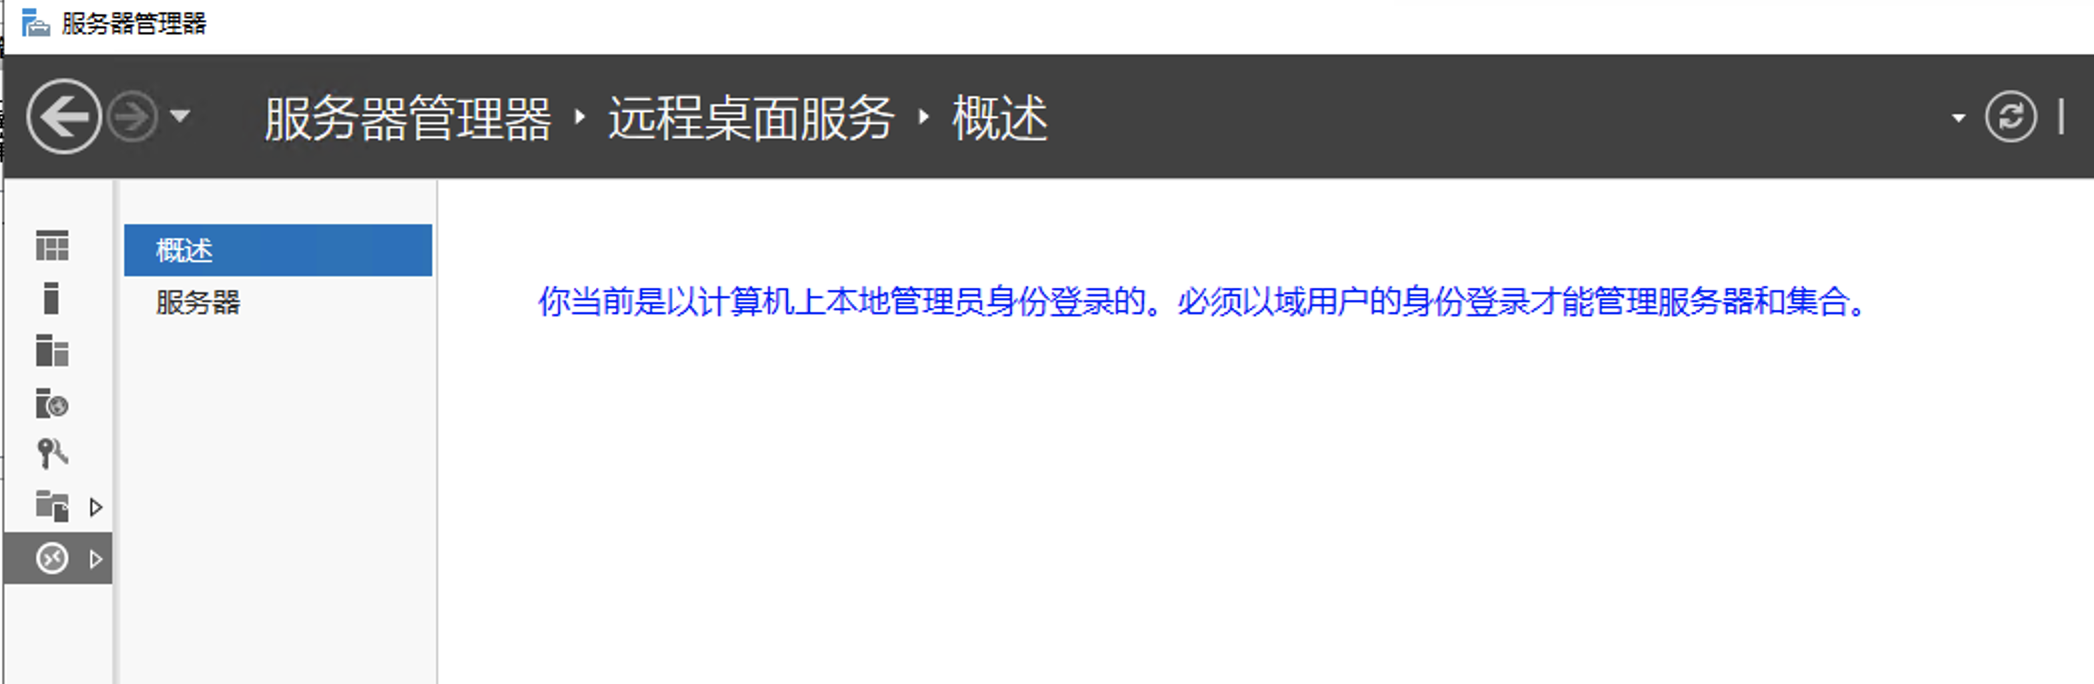 服务器管理器
服务器管理器 ▸ 远程桌面服务 ▸ 概述
概述
服务器
你当前是以计算机上本地管理员身份登录的。必须以域用户的身份登录才能管理服务器和集合。